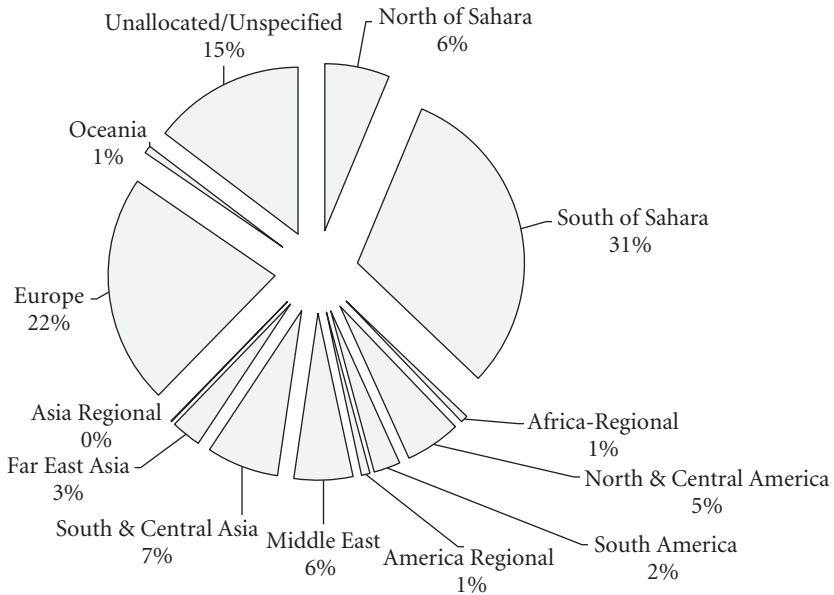 North of Sahara
6%
South of Sahara
31%
Africa-Regional
1%
North & Central America
5%
South America
2%
America Regional
1%
Middle East
6%
South & Central Asia
7%
Far East Asia
3%
Asia Regional
0%
Europe
22%
Oceania
1%
Unallocated/Unspecified
15%